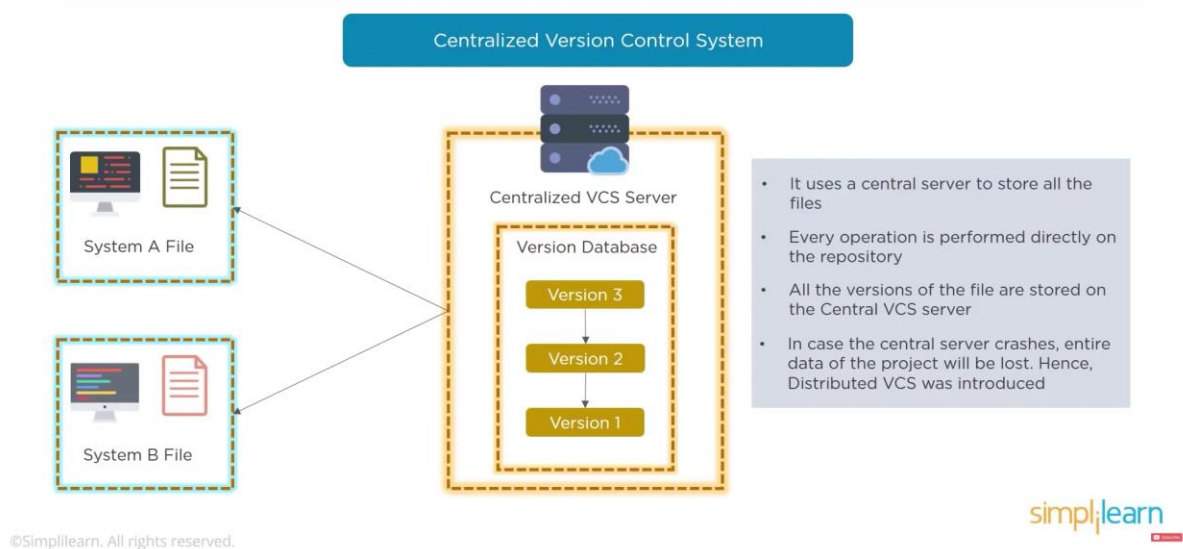 Centralized Version Control System
System A File
System B File
Centralized VCS Server
Version Database
Version 3
Version 2
Version 1
• It uses a central server to store all the
files
• Every operation is performed directly on
the repository
• All the versions of the file are stored on
the Central VCS server
• In case the central server crashes, entire
data of the project will be lost. Hence,
Distributed VCS was introduced
simplilearn
©Simplilearn. All rights reserved.